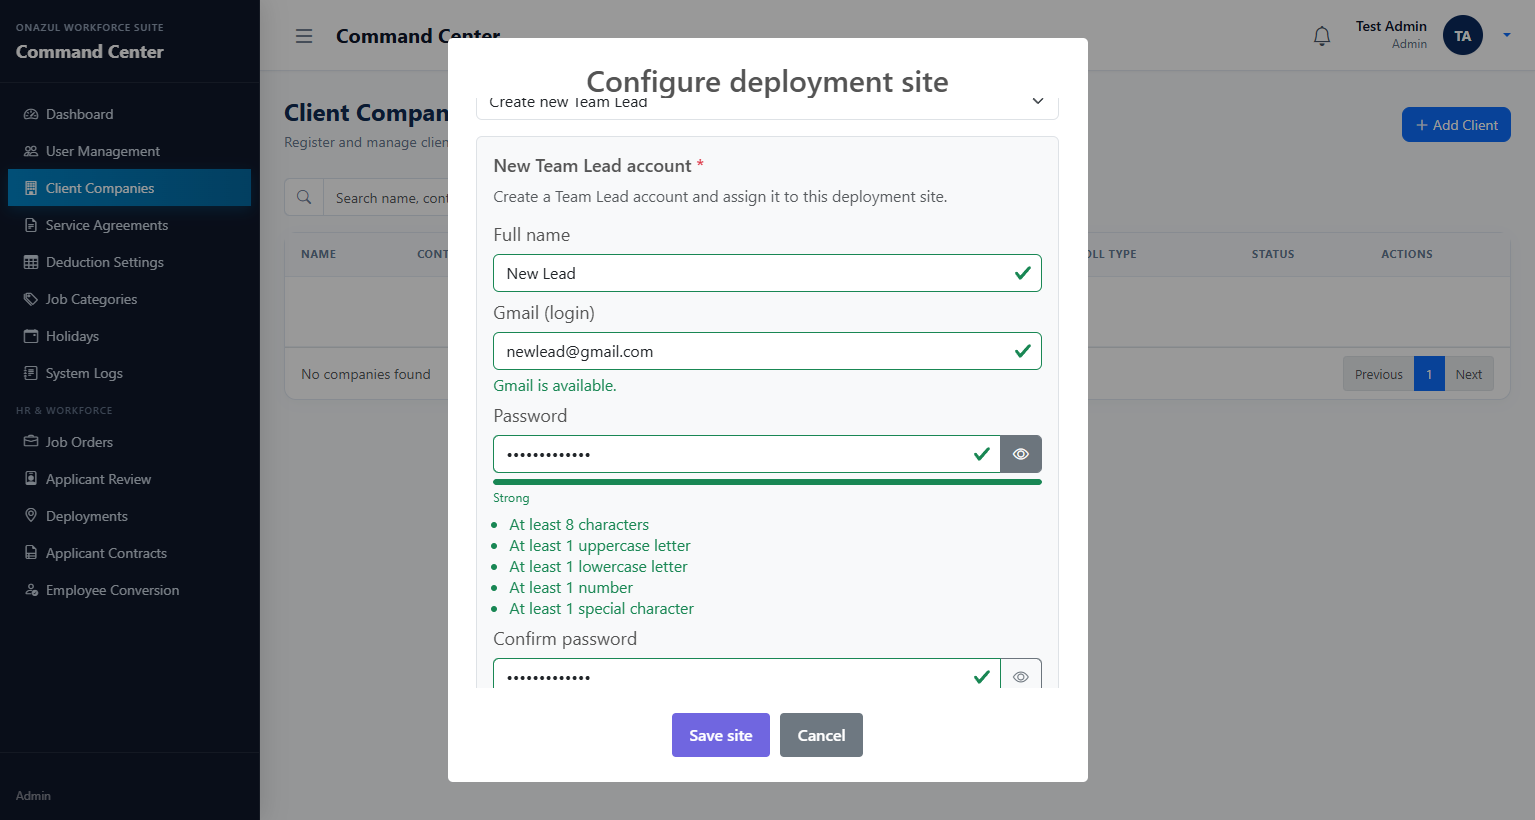 ONAZUL WORKFORCE SUITE
Command Center
Dashboard
User Management
Client Companies
Service Agreements
Deduction Settings
Job Categories
Holidays
System Logs
HR & WORKFORCE
Job Orders
Applicant Review
Deployments
Applicant Contracts
Employee Conversion
Admin
Command Center
Test Admin
Admin
TA
Register and manage
Add Client
Search name,
NAME
TYPE
STATUS
ACTIONS
No companies found
Previous
1
Next
Configure deployment site
Create new Team Lead
New Team Lead account *
Create a Team Lead account and assign it to this deployment site.
Full name
New Lead
Gmail (login)
newlead@gmail.com
Gmail is available.
Password
•••••••••••••
Strong
At least 8 characters
At least 1 uppercase letter
At least 1 lowercase letter
At least 1 number
At least 1 special character
Confirm password
•••••••••••••
Save site
Cancel